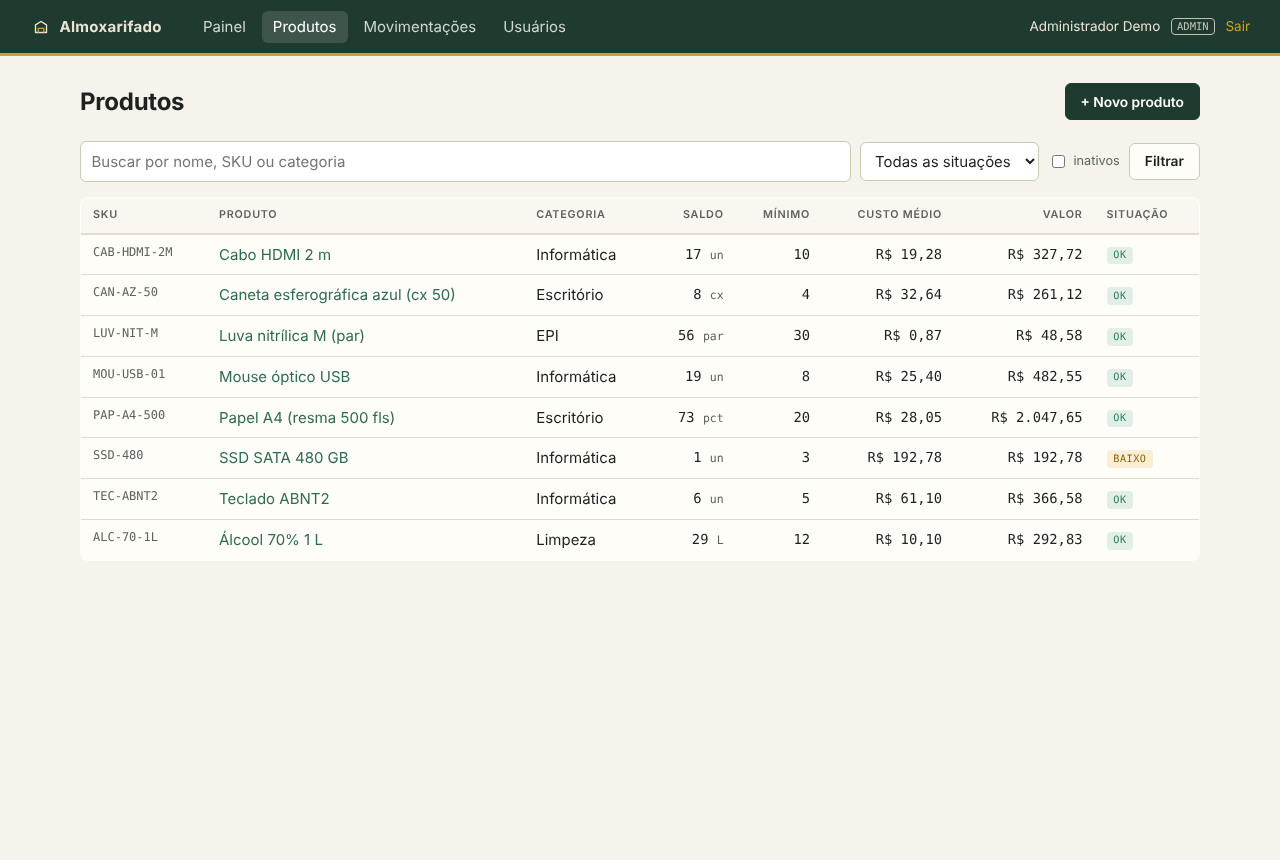 Almoxarifado Painel Produtos Movimentações Usuários Administrador Demo ADMIN Sair
Produtos + Novo produto
Buscar por nome, SKU ou categoria Todas as situações inativos Filtrar
SKU PRODUTO CATEGORIA SALDO MÍNIMO CUSTO MÉDIO VALOR SITUAÇÃO
CAB-HDMI-2M Cabo HDMI 2 m Informática 17 un 10 R$ 19,28 R$ 327,72 OK
CAN-AZ-50 Caneta esferográfica azul (cx 50) Escritório 8 cx 4 R$ 32,64 R$ 261,12 OK
LUV-NIT-M Luva nitrílica M (par) EPI 56 par 30 R$ 0,87 R$ 48,58 OK
MOU-USB-01 Mouse óptico USB Informática 19 un 8 R$ 25,40 R$ 482,55 OK
PAP-A4-500 Papel A4 (resma 500 fls) Escritório 73 pct 20 R$ 28,05 R$ 2.047,65 OK
SSD-480 SSD SATA 480 GB Informática 1 un 3 R$ 192,78 R$ 192,78 BAIXO
TEC-ABNT2 Teclado ABNT2 Informática 6 un 5 R$ 61,10 R$ 366,58 OK
ALC-70-1L Álcool 70% 1 L Limpeza 29 L 12 R$ 10,10 R$ 292,83 OK